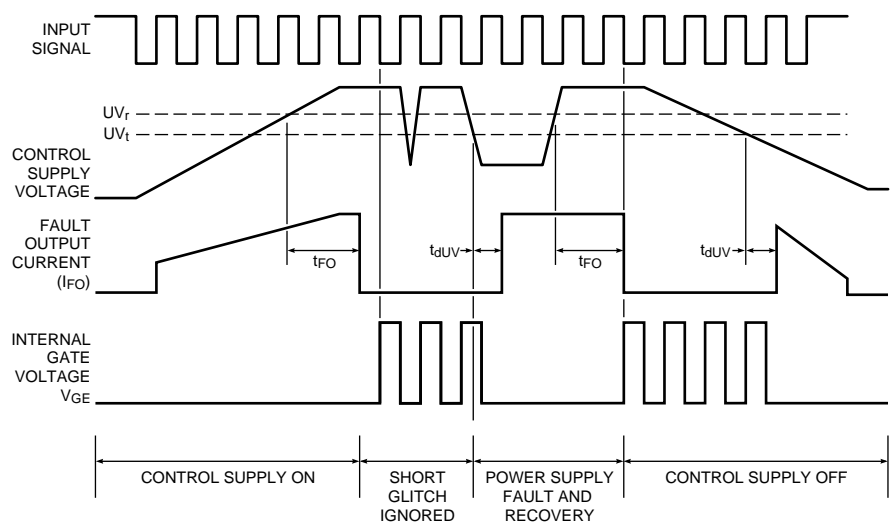 INPUT
SIGNAL
UVr
UVt
CONTROL
SUPPLY
VOLTAGE
FAULT
OUTPUT
CURRENT
(IFO)
tFO
tdUV
tFO
tdUV
INTERNAL
GATE
VOLTAGE
VGE
CONTROL SUPPLY ON
SHORT
GLITCH
IGNORED
POWER SUPPLY
FAULT AND
RECOVERY
CONTROL SUPPLY OFF